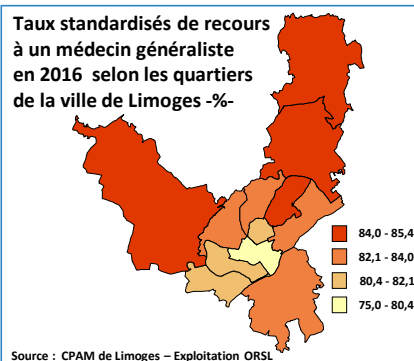 Taux standardisés de recours
à un médecin généraliste
en 2016 selon les quartiers
de la ville de Limoges -%-
84,0 - 85,4
82,1 - 84,0
80,4 - 82,1
75,0 - 80,4
Source : CPAM de Limoges – Exploitation ORSL